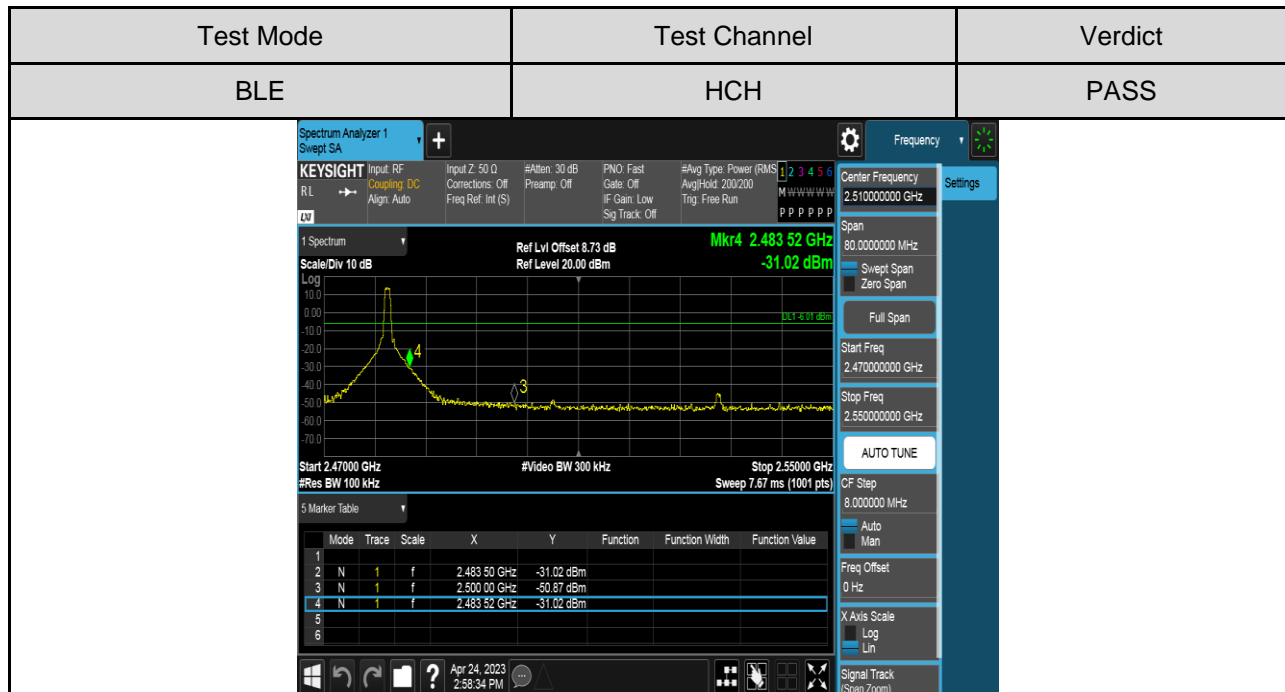 Test Mode Test Channel Verdict
BLE HCH PASS
Spectrum Analyzer 1
Swept SA
+
Frequency
KEYSIGHT Input: RF Input Z: 50 Ω #Atten: 30 dB PNO: Fast #Avg Type: Power (RMS 1 2 3 4 5 6
RL Coupling: DC Corrections: Off Preamp: Off Gate: Off Avg|Hold: 200/200 M W W W W W
Align: Auto Freq Ref: Int (S) IF Gain: Low Trig: Free Run
LXI Sig Track: Off P P P P P P
Center Frequency
2.510000000 GHz
Settings
Span
80.0000000 MHz
Swept Span
Zero Span
Full Span
Start Freq
2.470000000 GHz
Stop Freq
2.550000000 GHz
AUTO TUNE
CF Step
8.000000 MHz
Auto
Man
Freq Offset
0 Hz
X Axis Scale
Log
Lin
Signal Track
(Span Zoom)
1 Spectrum Ref Lvl Offset 8.73 dB Mkr4 2.483 52 GHz
Scale/Div 10 dB Ref Level 20.00 dBm -31.02 dBm
Log
10.0
0.00
DL1 -6.01 dBm
-10.0
-20.0
4
-30.0
-40.0
3
-50.0
-60.0
-70.0
Start 2.47000 GHz #Video BW 300 kHz Stop 2.55000 GHz
#Res BW 100 kHz Sweep 7.67 ms (1001 pts)
5 Marker Table
Mode Trace Scale X Y Function Function Width Function Value
1
2 N 1 f 2.483 50 GHz -31.02 dBm
3 N 1 f 2.500 00 GHz -50.87 dBm
4 N 1 f 2.483 52 GHz -31.02 dBm
5
6
? Apr 24, 2023
2:58:34 PM